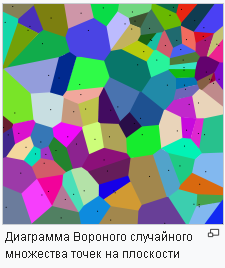 Диаграмма Вороного случайного
множества точек на плоскости